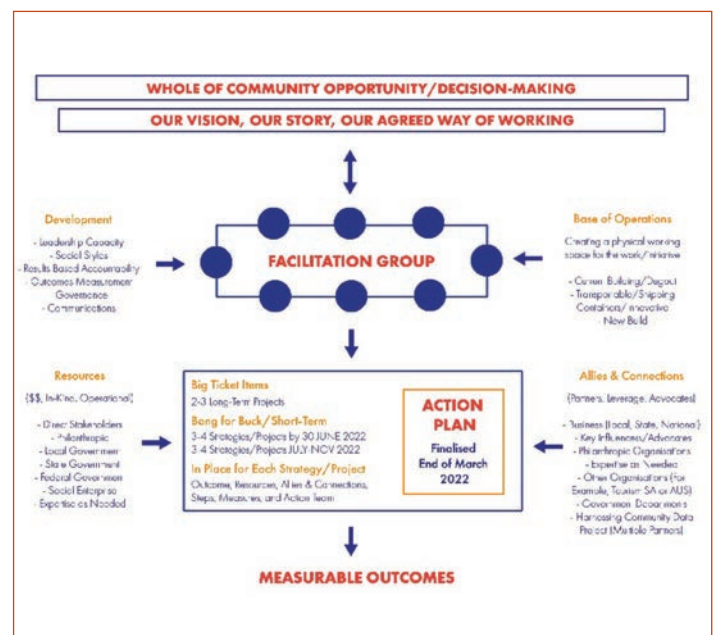 WHOLE OF COMMUNITY OPPORTUNITY/DECISION-MAKING
OUR VISION, OUR STORY, OUR AGREED WAY OF WORKING
Development
- Leadership Capacity
- Social Styles
- Results Based Accountability
- Outcomes Measurement
Governance
- Communications
FACILITATION GROUP
Base of Operations
Creating a physical working
space for the work/initiative
- Current Building/Dugout
- Transportable/Shipping
Containers/Innovative
- New Build
Resources
($$, In-Kind, Operational)
- Direct Stakeholders
- Philanthropic
- Local Government
- State Government
- Federal Government
- Social Enterprise
- Expertise as Needed
Big Ticket Items
2-3 Long-Term Projects
Bang for Buck/Short-Term
3-4 Strategies/Projects by 30 JUNE 2022
3-4 Strategies/Projects JULY-NOV 2022
In Place for Each Strategy/Project
Outcome, Resources, Allies & Connections,
Steps, Measures, and Action Team
ACTION
PLAN
Finalised
End of March
2022
Allies & Connections
(Partners, Leverage, Advocates)
- Business (Local, State, National)
- Key Influencers/Advocates
- Philanthropic Organisations
- Expertise as Needed
- Other Organisations (For
Example, Tourism SA or AUS)
- Government Departments
- Harnessing Community Data
Project (Multiple Partners)
MEASURABLE OUTCOMES